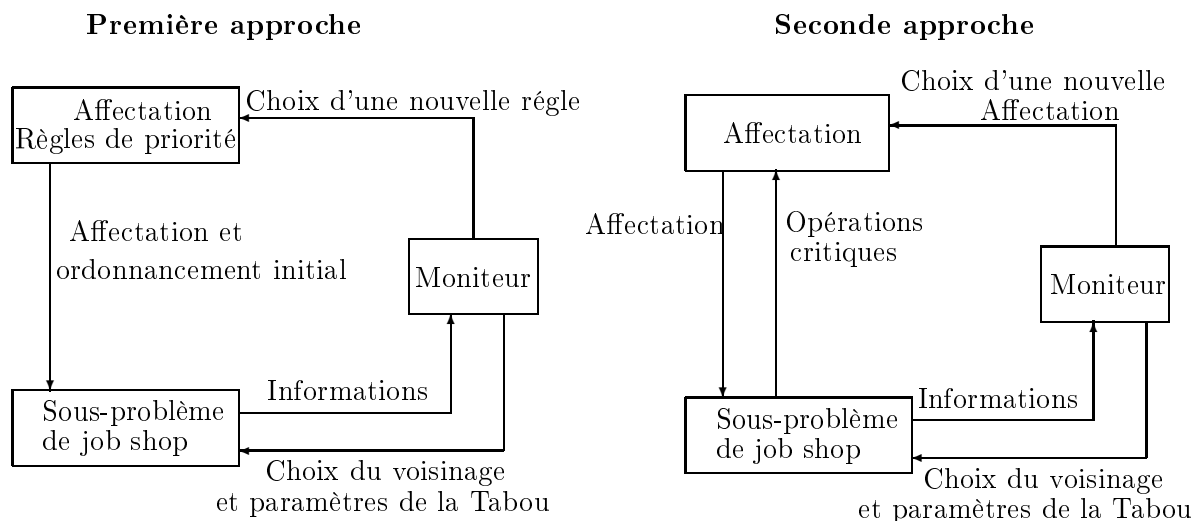 Première approche
Affectation
Règles de priorité
Choix d'une nouvelle régle
Affectation et
ordonnancement initial
Moniteur
Informations
Sous-problème
de job shop
Choix du voisinage
et paramètres de la Tabou
Seconde approche
Choix d'une nouvelle
Affectation
Affectation
Affectation
Opérations
critiques
Moniteur
Informations
Sous-problème
de job shop
Choix du voisinage
et paramètres de la Tabou